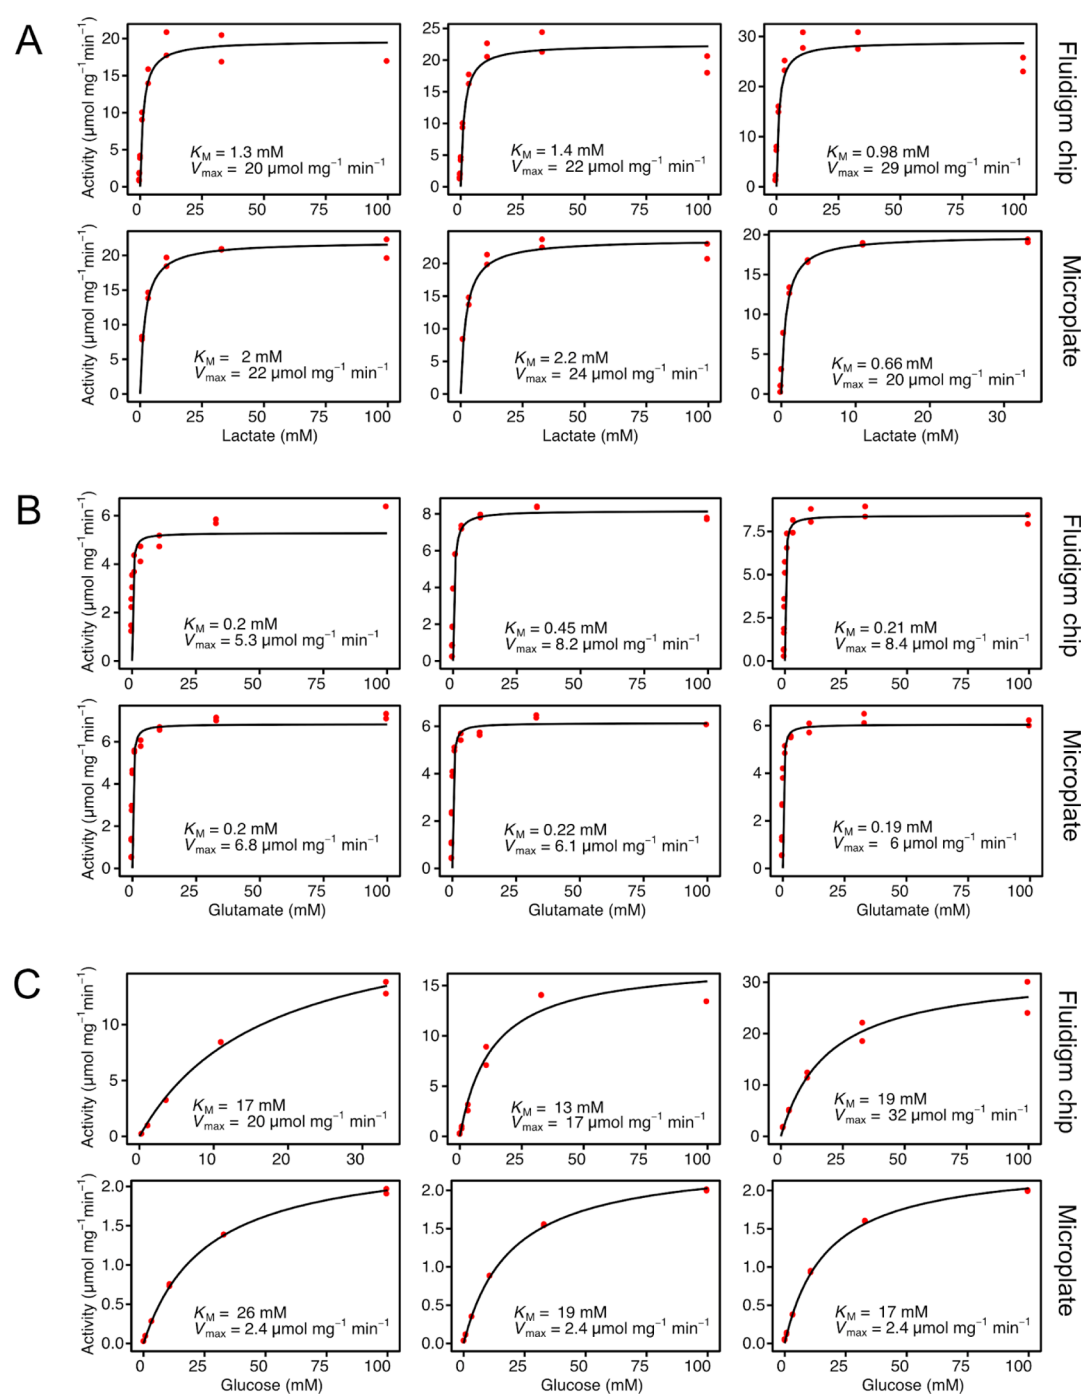 A
Activity (µmol mg⁻¹min⁻¹)
0 5 10 15 20
0 25 50 75 100
K_M = 1.3 mM
V_max = 20 µmol mg⁻¹ min⁻¹
0 5 10 15 20 25
0 25 50 75 100
K_M = 1.4 mM
V_max = 22 µmol mg⁻¹ min⁻¹
0 10 20 30
0 25 50 75 100
K_M = 0.98 mM
V_max = 29 µmol mg⁻¹ min⁻¹
Fluidigm chip
Activity (µmol mg⁻¹min⁻¹)
0 5 10 15 20
0 25 50 75 100
K_M = 2 mM
V_max = 22 µmol mg⁻¹ min⁻¹
Lactate (mM)
0 5 10 15 20
0 25 50 75 100
K_M = 2.2 mM
V_max = 24 µmol mg⁻¹ min⁻¹
Lactate (mM)
0 5 10 15 20
0 10 20 30
K_M = 0.66 mM
V_max = 20 µmol mg⁻¹ min⁻¹
Lactate (mM)
Microplate
B
Activity (µmol mg⁻¹min⁻¹)
0 2 4 6
0 25 50 75 100
K_M = 0.2 mM
V_max = 5.3 µmol mg⁻¹ min⁻¹
0 2 4 6 8
0 25 50 75 100
K_M = 0.45 mM
V_max = 8.2 µmol mg⁻¹ min⁻¹
0.0 2.5 5.0 7.5
0 25 50 75 100
K_M = 0.21 mM
V_max = 8.4 µmol mg⁻¹ min⁻¹
Fluidigm chip
Activity (µmol mg⁻¹min⁻¹)
0 2 4 6
0 25 50 75 100
K_M = 0.2 mM
V_max = 6.8 µmol mg⁻¹ min⁻¹
Glutamate (mM)
0 2 4 6
0 25 50 75 100
K_M = 0.22 mM
V_max = 6.1 µmol mg⁻¹ min⁻¹
Glutamate (mM)
0 2 4 6
0 25 50 75 100
K_M = 0.19 mM
V_max = 6 µmol mg⁻¹ min⁻¹
Glutamate (mM)
Microplate
C
Activity (µmol mg⁻¹min⁻¹)
0 5 10
0 10 20 30
K_M = 17 mM
V_max = 20 µmol mg⁻¹ min⁻¹
0 5 10 15
0 25 50 75 100
K_M = 13 mM
V_max = 17 µmol mg⁻¹ min⁻¹
0 10 20 30
0 25 50 75 100
K_M = 19 mM
V_max = 32 µmol mg⁻¹ min⁻¹
Fluidigm chip
Activity (µmol mg⁻¹min⁻¹)
0.0 0.5 1.0 1.5 2.0
0 25 50 75 100
K_M = 26 mM
V_max = 2.4 µmol mg⁻¹ min⁻¹
Glucose (mM)
0.0 0.5 1.0 1.5 2.0
0 25 50 75 100
K_M = 19 mM
V_max = 2.4 µmol mg⁻¹ min⁻¹
Glucose (mM)
0.0 0.5 1.0 1.5 2.0
0 25 50 75 100
K_M = 17 mM
V_max = 2.4 µmol mg⁻¹ min⁻¹
Glucose (mM)
Microplate